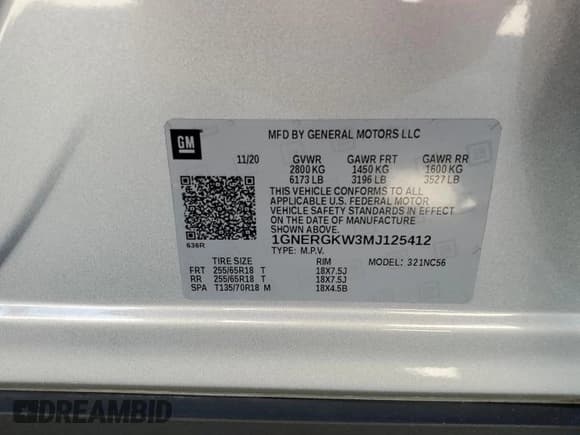 GM
MFD BY GENERAL MOTORS LLC
11/20 GVWR GAWR FRT GAWR RR
2800 KG 1450 KG 1600 KG
6173 LB 3196 LB 3527 LB
THIS VEHICLE CONFORMS TO ALL
APPLICABLE U.S. FEDERAL MOTOR
VEHICLE SAFETY STANDARDS IN EFFECT
ON THE DATE OF MANUFACTURE
SHOWN ABOVE.
636R
1GNERGKW3MJ125412
TYPE: M.P.V. MODEL: 321NC56
TIRE SIZE RIM
FRT 255/65R18 T 18X7.5J
RR 255/65R18 T 18X7.5J
SPA T135/70R18 M 18X4.5B
DREAMBID